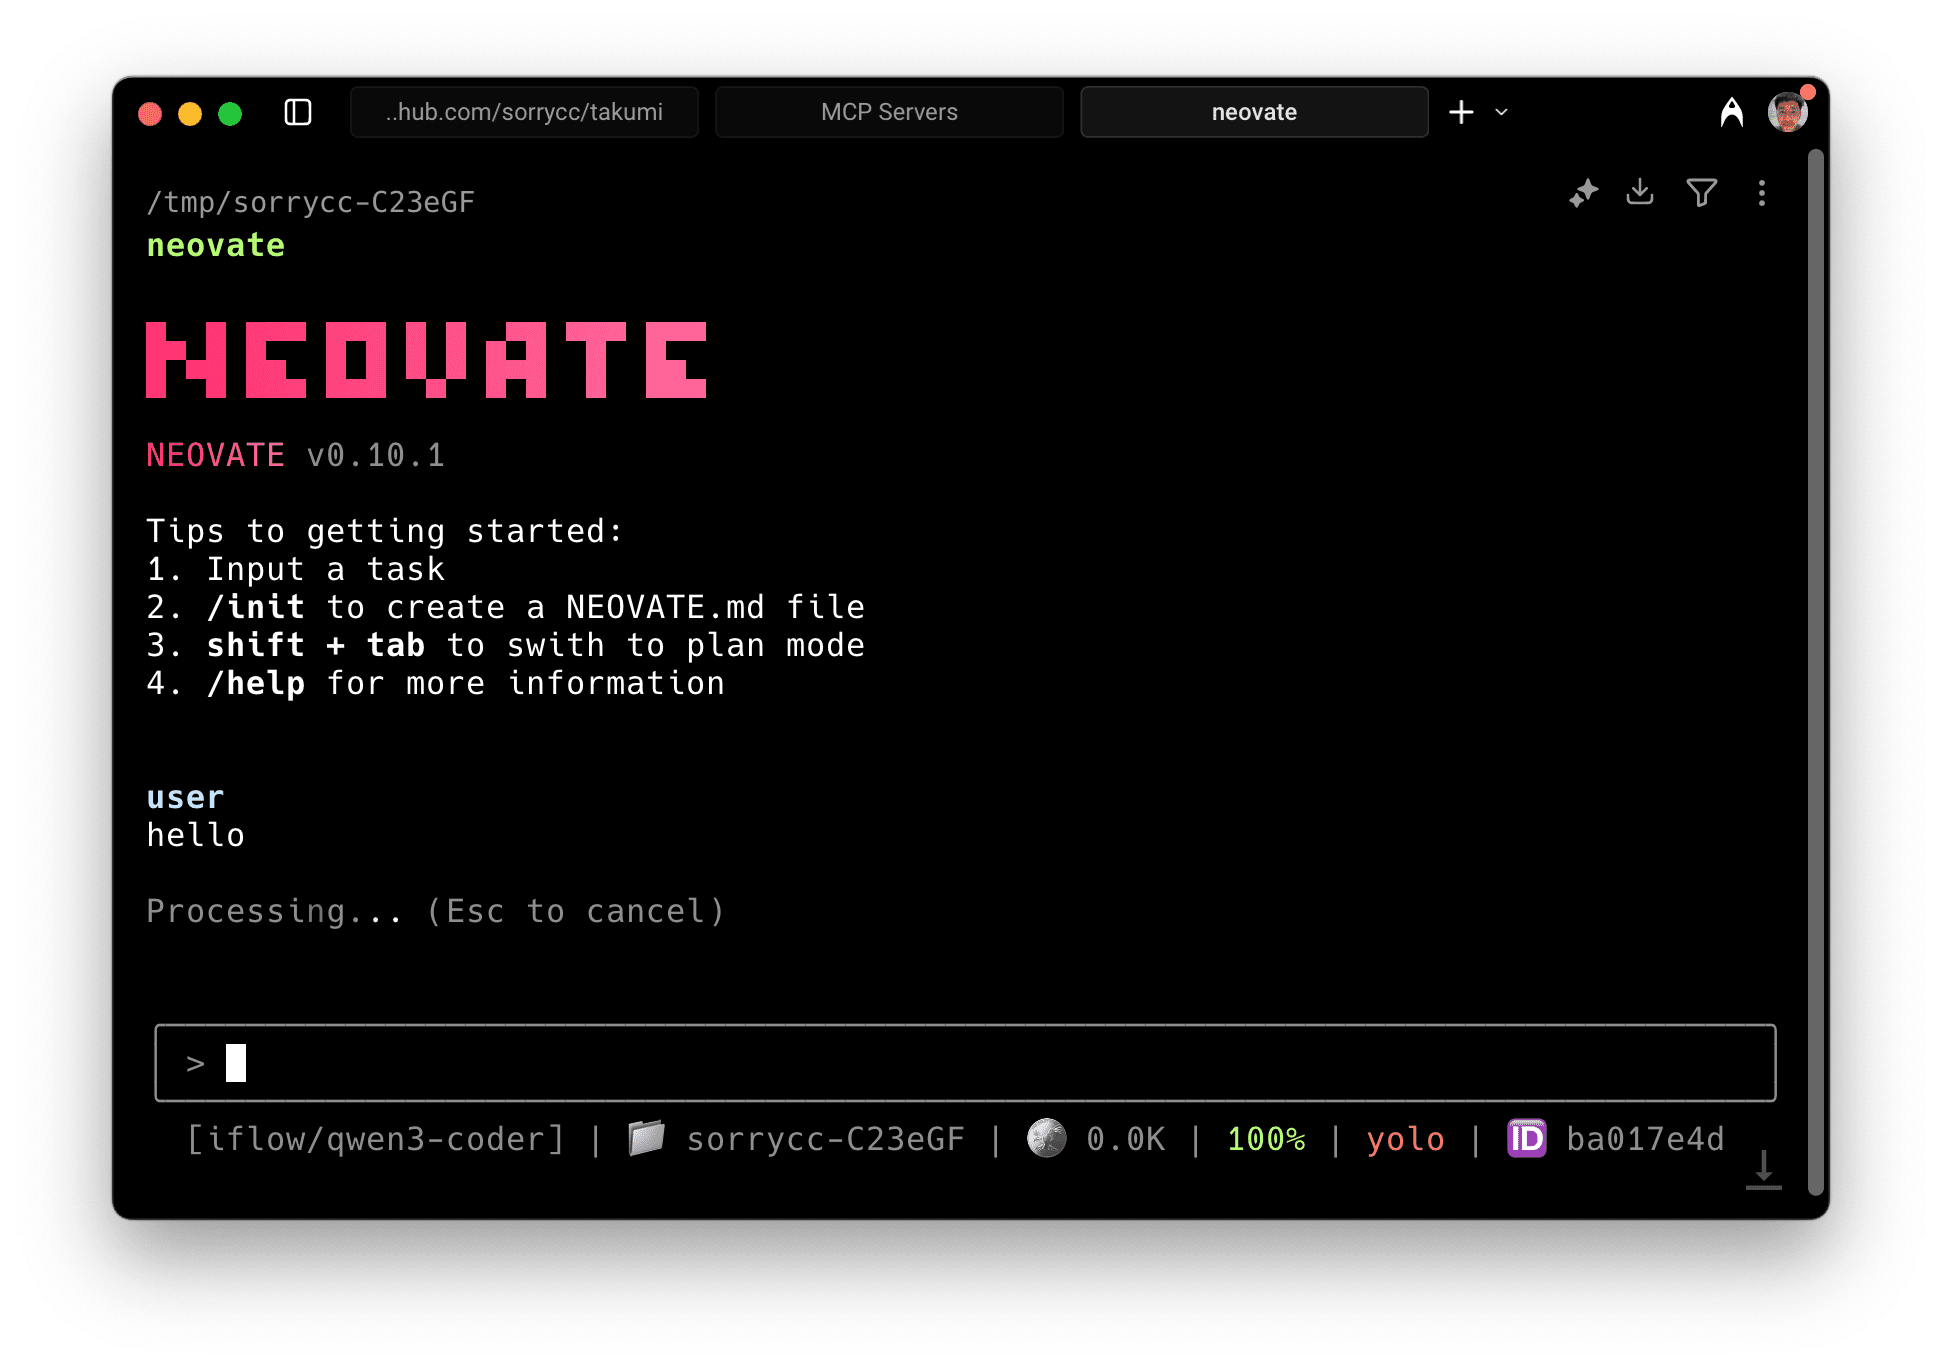 ..hub.com/sorrycc/takumi
MCP Servers
neovate
/tmp/sorrycc-C23eGF
neovate
NEOVATE
NEOVATE v0.10.1
Tips to getting started:
1. Input a task
2. /init to create a NEOVATE.md file
3. shift + tab to swith to plan mode
4. /help for more information
user
hello
Processing... (Esc to cancel)
>
[iflow/qwen3-coder] | 📁 sorrycc-C23eGF | 🌕 0.0K | 100% | yolo | 🆔 ba017e4d